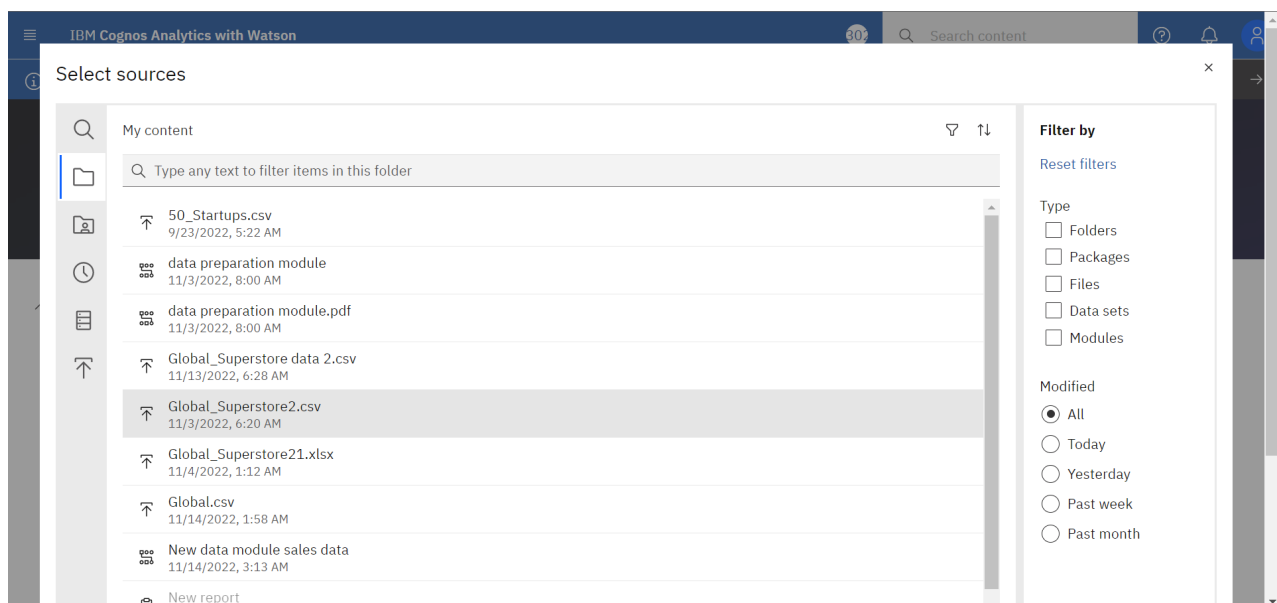 IBM Cognos Analytics with Watson
302
Search content
Select sources
My content
Type any text to filter items in this folder
50_Startups.csv
9/23/2022, 5:22 AM
data preparation module
11/3/2022, 8:00 AM
data preparation module.pdf
11/3/2022, 8:00 AM
Global_Superstore data 2.csv
11/13/2022, 6:28 AM
Global_Superstore2.csv
11/3/2022, 6:20 AM
Global_Superstore21.xlsx
11/4/2022, 1:12 AM
Global.csv
11/14/2022, 1:58 AM
New data module sales data
11/14/2022, 3:13 AM
New report
Filter by
Reset filters
Type
Folders
Packages
Files
Data sets
Modules
Modified
All
Today
Yesterday
Past week
Past month